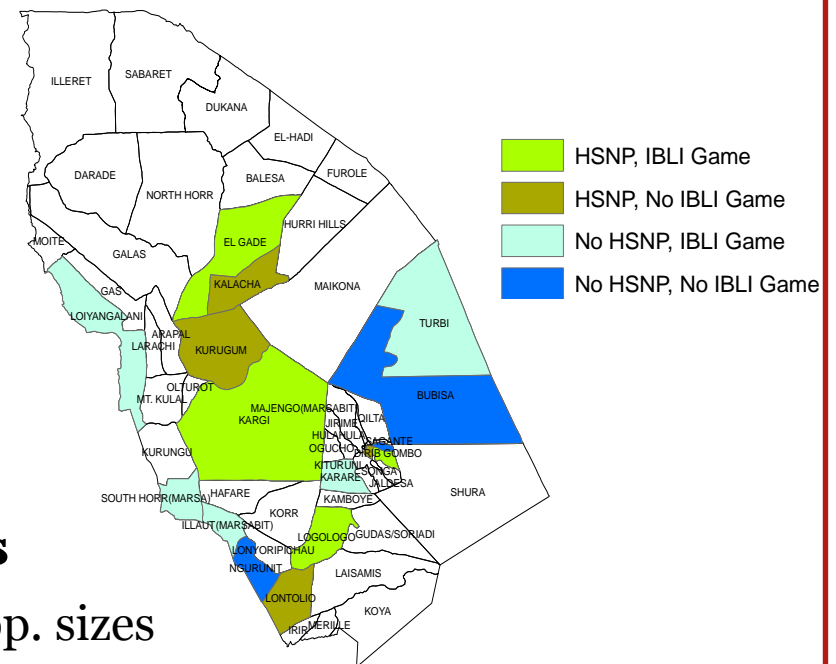 ILLERET
SABARET
DUKANA
EL-HADI
FUROLE
DARADE
NORTH HORR
BALESA
HURRI HILLS
MOITE
GALAS
EL GADE
KALACHA
MAIKONA
GAS
LOIYANGALANI
ARAPAL
LARACHI
KURUGUM
TURBI
OLTUROT
MT. KULAL
BUBISA
MAJENGO(MARSABIT)
KARGI
JIRIME
QILTA
HULAHULA
SAGANTE
OGUCHO
DIRIB GOMBO
KURUNGU
KITURUNI
SONGA
KARARE
JALDESA
SOUTH HORR(MARSA)
HAFARE
KAMBOYE
SHURA
KORR
ILLAUT(MARSABIT)
LOGOLOGO
GUDAS/SORIADI
LONYORIPICHAU
NGURUNIT
LAISAMIS
LONTOLIO
KOYA
IRIR
MERILLE
HSNP, IBLI Game
HSNP, No IBLI Game
No HSNP, IBLI Game
No HSNP, No IBLI Game
s
p. sizes